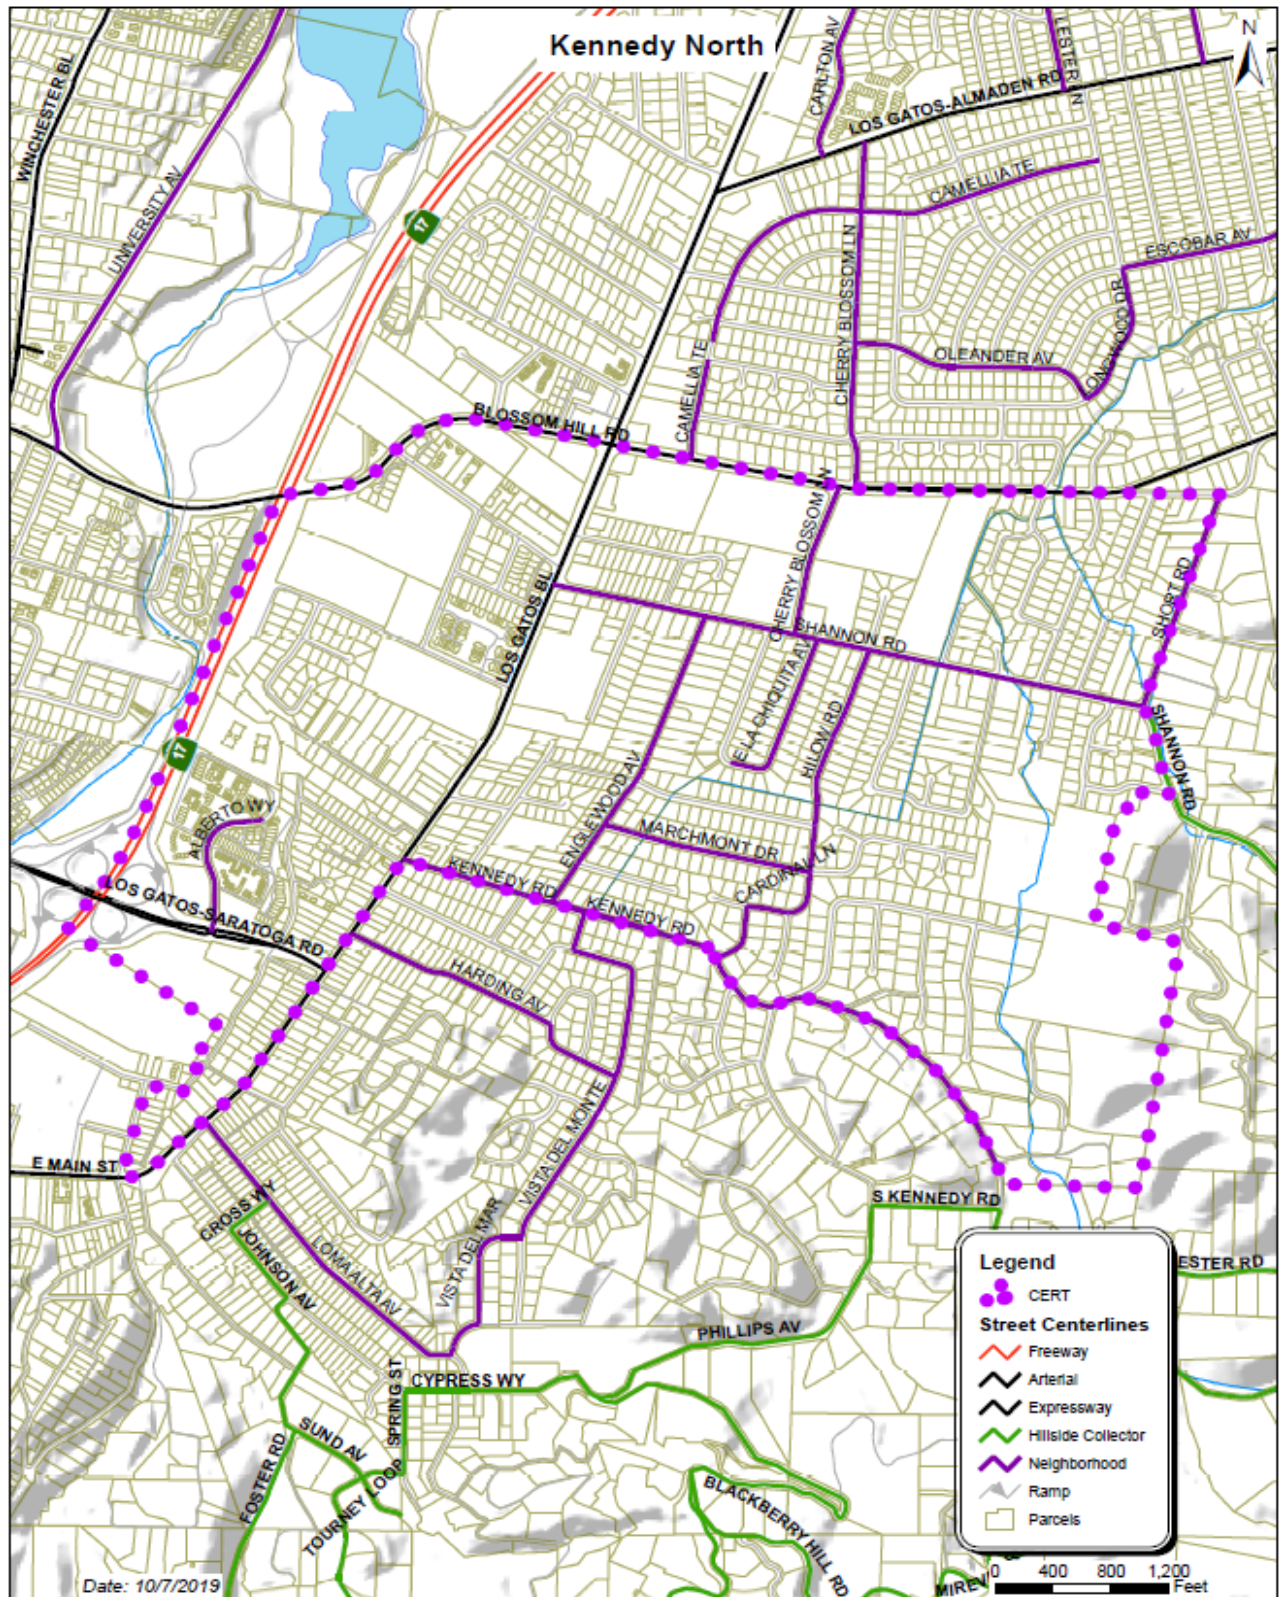 Kennedy North
N
WINCHESTER BL
UNIVERSITY AV
17
CARLTON AV
LESTER LN
LOS GATOS-ALMADEN RD
CAMELLIA TE
ESCOBAR AV
CHERRY BLOSSOM LN
LONGWOOD DR
OLEANDER AV
CAMELLIA TE
BLOSSOM HILL RD
CHERRY BLOSSOM LN
LOS GATOS BL
SHANNON RD
SHORT RD
E LA CHIQUITA AV
HILOW RD
SHANNON RD
17
ENGLEWOOD AV
ALBERTO WY
MARCHMONT DR
CARDINAL LN
KENNEDY RD
KENNEDY RD
LOS GATOS-SARATOGA RD
HARDING AV
VISTA DEL MONTE
E MAIN ST
CROSS WY
JOHNSON AV
LOMA ALTA AV
VISTA DEL MAR
S KENNEDY RD
ESTER RD
PHILLIPS AV
SPRING ST
CYPRESS WY
SUND AV
FOSTER RD
TOURNEY LOOP
BLACKBERRY HILL RD
MIREV
Legend
CERT
Street Centerlines
Freeway
Arterial
Expressway
Hillside Collector
Neighborhood
Ramp
Parcels
0 400 800 1,200
Feet
Date: 10/7/2019